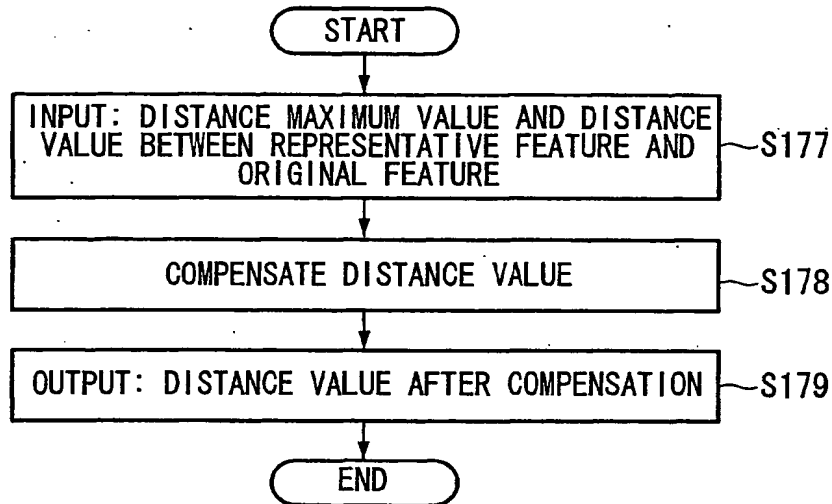 START
INPUT: DISTANCE MAXIMUM VALUE AND DISTANCE
VALUE BETWEEN REPRESENTATIVE FEATURE AND
ORIGINAL FEATURE
S177
COMPENSATE DISTANCE VALUE
S178
OUTPUT: DISTANCE VALUE AFTER COMPENSATION
S179
END